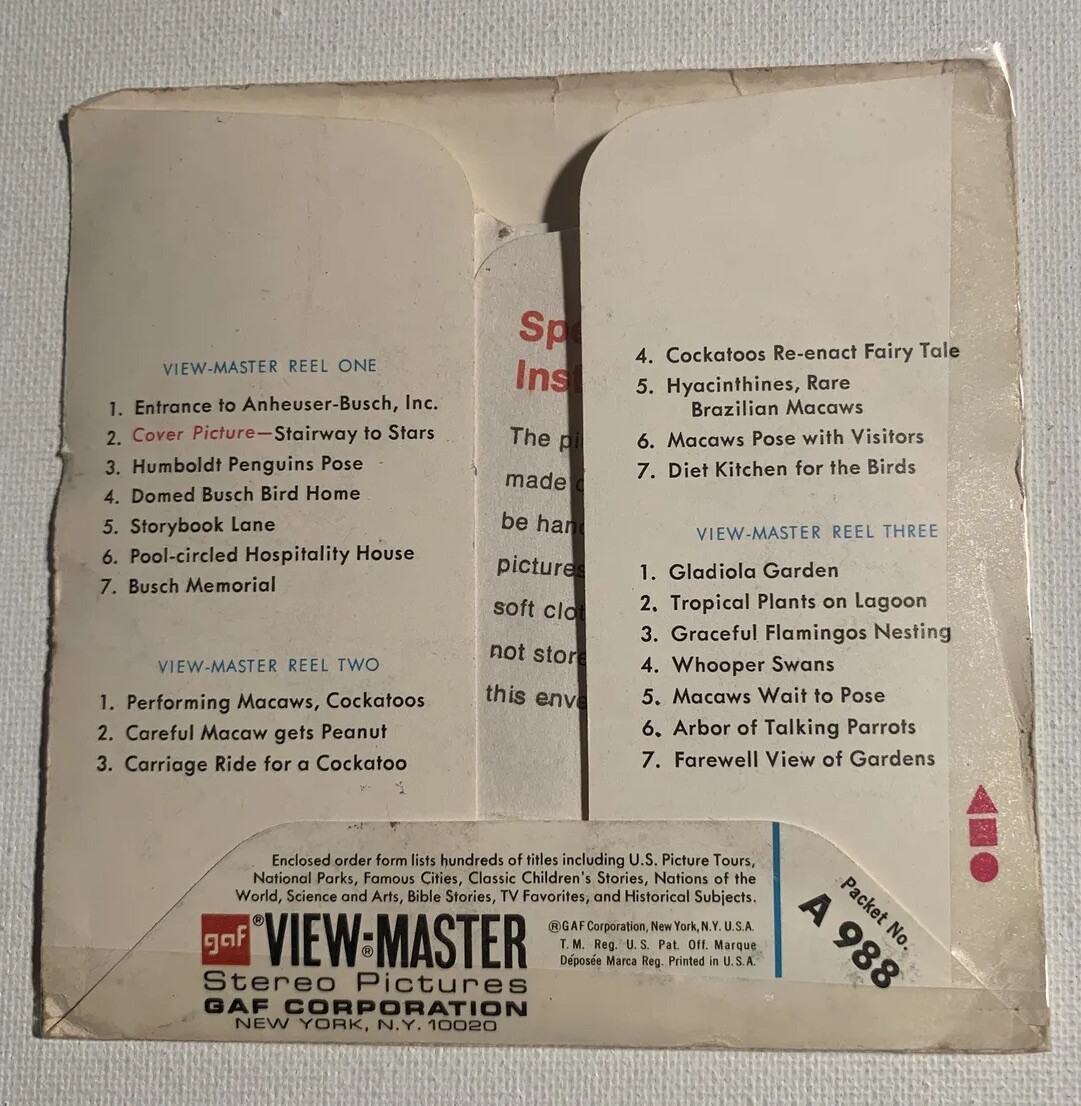 VIEW-MASTER REEL ONE
1. Entrance to Anheuser-Busch, Inc.
2. Cover Picture—Stairway to Stars
3. Humboldt Penguins Pose
4. Domed Busch Bird Home
5. Storybook Lane
6. Pool-circled Hospitality House
7. Busch Memorial
VIEW-MASTER REEL TWO
1. Performing Macaws, Cockatoos
2. Careful Macaw gets Peanut
3. Carriage Ride for a Cockatoo
The
made
be
soft
not store
this
4. Cockatoos Re-enact Fairy Tale
5. Hyacinthines, Rare
Brazilian Macaws
6. Macaws Pose with Visitors
7. Diet Kitchen for the Birds
VIEW-MASTER REEL THREE
1. Gladiola Garden
2. Tropical Plants on Lagoon
3. Graceful Flamingos Nesting
4. Whooper Swans
5. Macaws Wait to Pose
6. Arbor of Talking Parrots
7. Farewell View of Gardens
Enclosed order form lists hundreds of titles including U.S. Picture Tours,
National Parks, Famous Cities, Classic Children's Stories, Nations of the
World, Science and Arts, Bible Stories, TV Favorites, and Historical Subjects.
gaf ® VIEW-MASTER ®
Stereo Pictures
GAF CORPORATION
NEW YORK, N.Y. 10020
®GAF Corporation, New York, N.Y. U.S.A.
T. M. Reg. U. S. Pat. Off. Marque
Déposée Marca Reg. Printed in U. S. A.
Packet No.
A 988